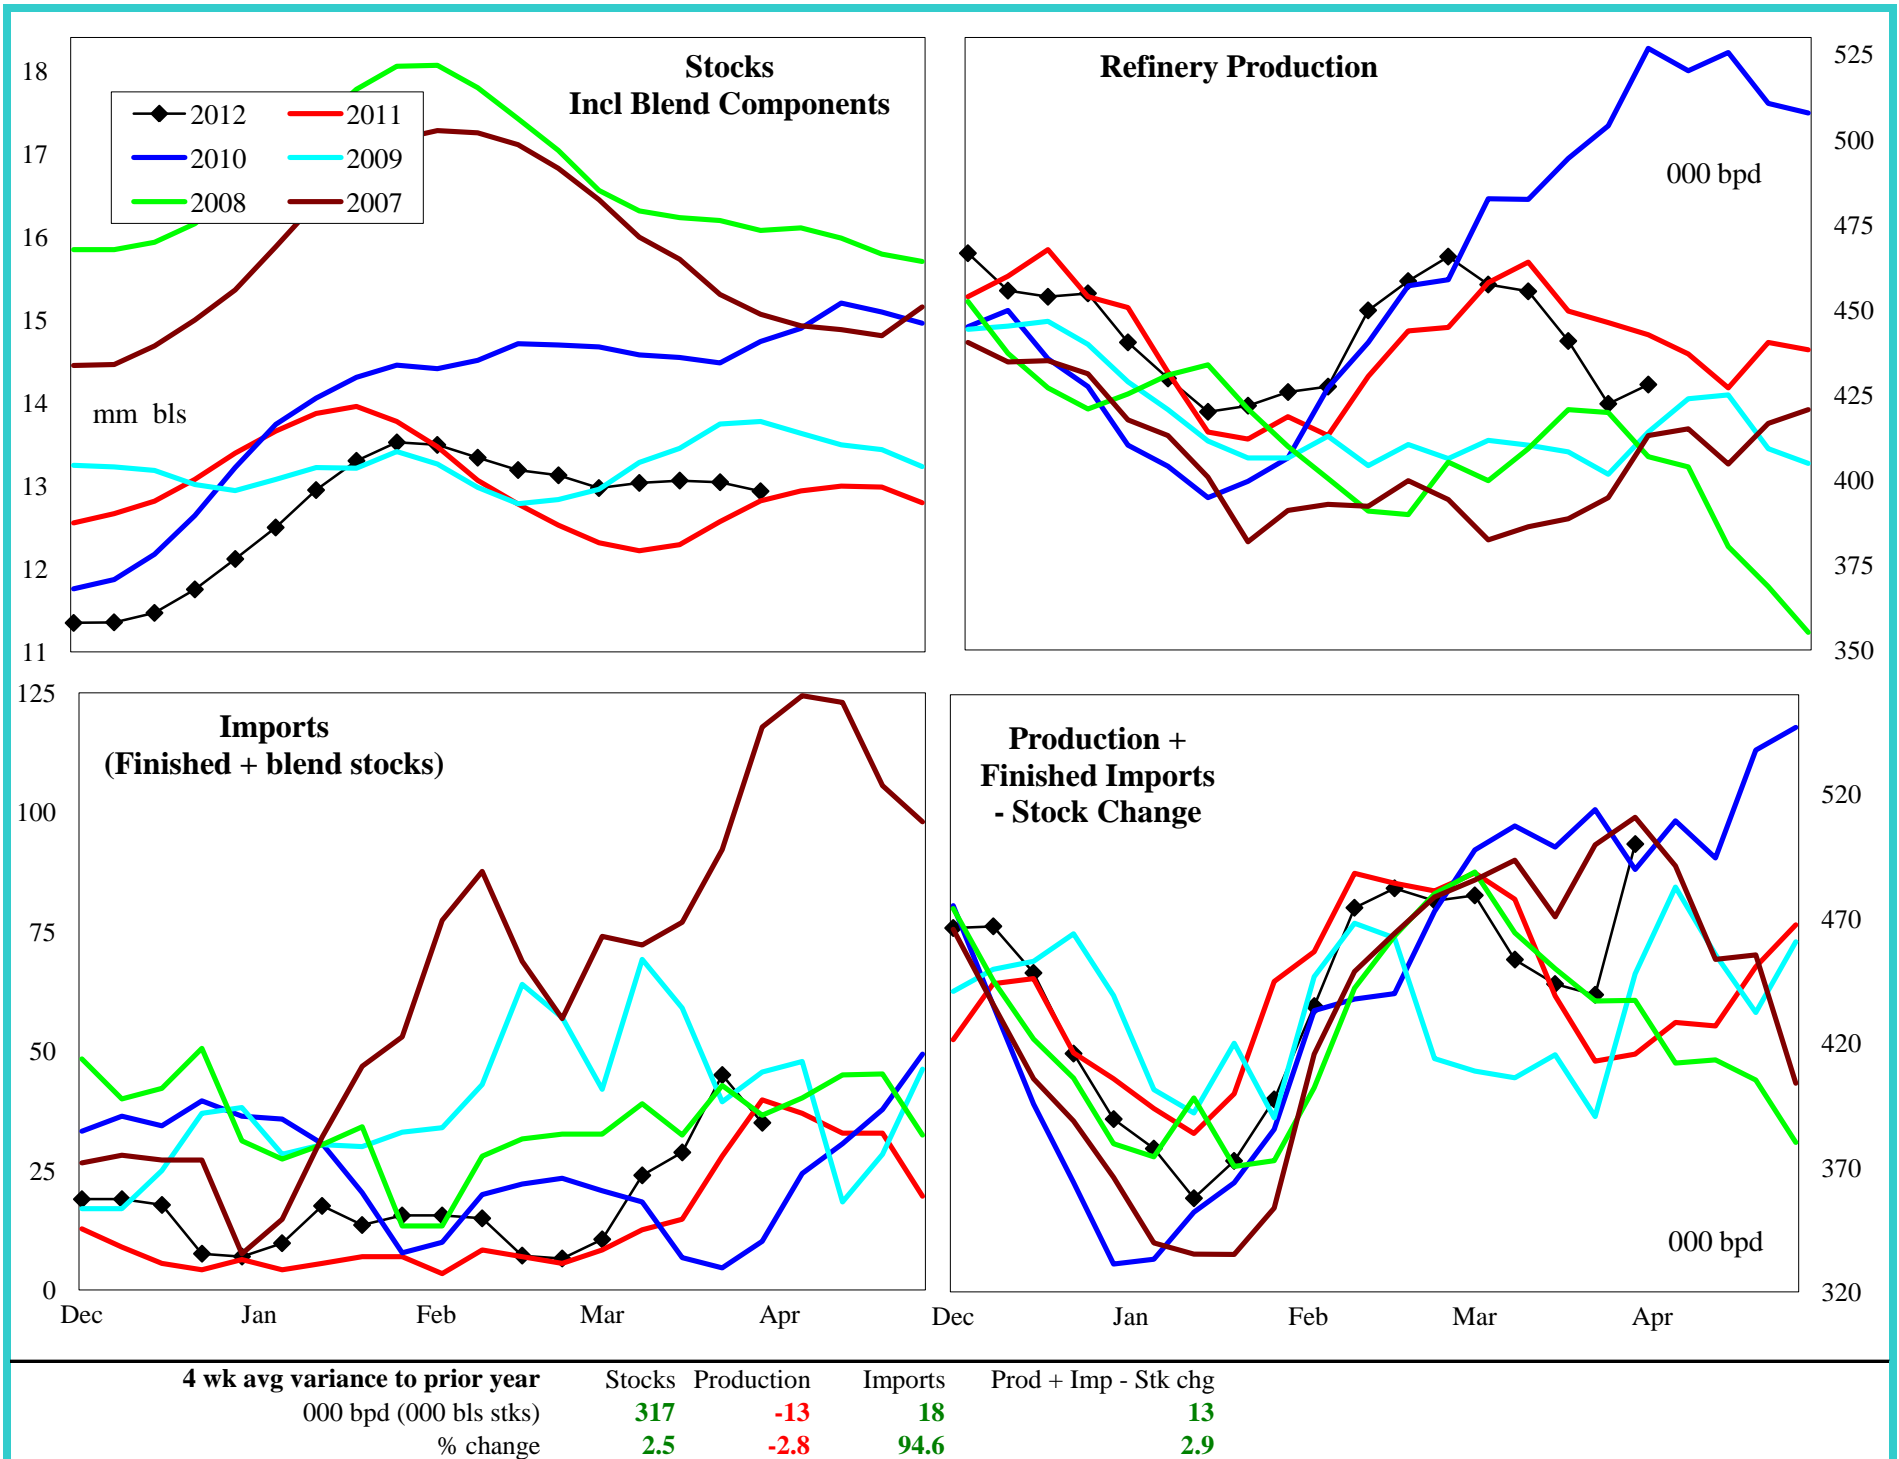 Stocks
Incl Blend Components
18
17
16
15
14
13
12
11
2012 2011
2010 2009
2008 2007
mm bls
Refinery Production
000 bpd
525
500
475
450
425
400
375
350
Imports
(Finished + blend stocks)
125
100
75
50
25
0
Dec Jan Feb Mar Apr
Production +
Finished Imports
- Stock Change
000 bpd
520
470
420
370
320
Dec Jan Feb Mar Apr
4 wk avg variance to prior year Stocks Production Imports Prod + Imp - Stk chg
000 bpd (000 bls stks) 317 -13 18 13
% change 2.5 -2.8 94.6 2.9